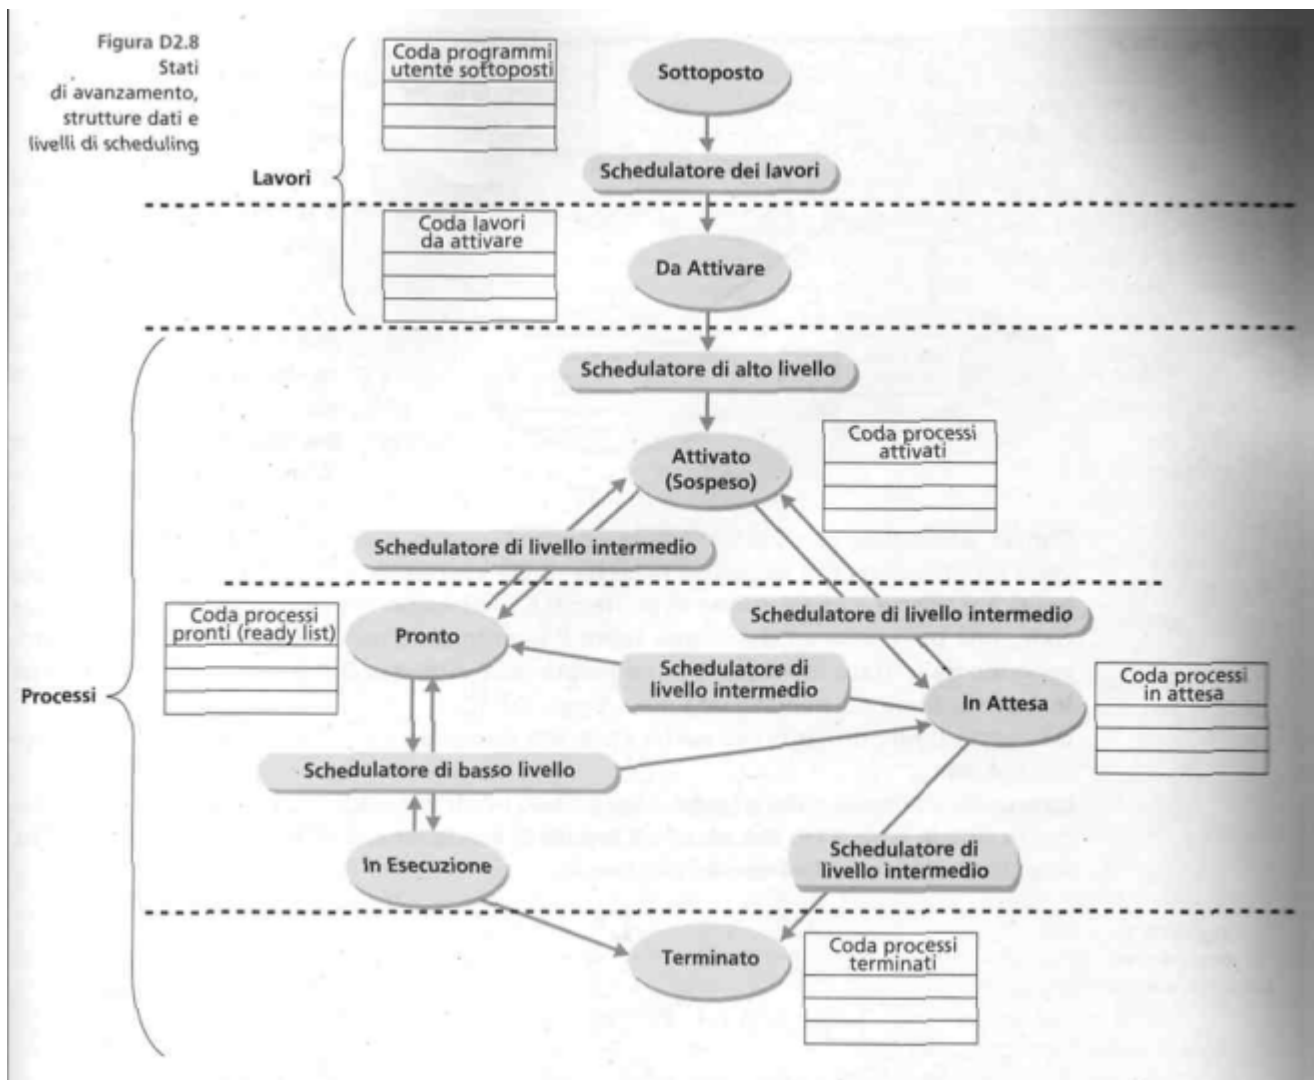 Figura D2.8
Stati
di avanzamento,
strutture dati e
livelli di scheduling
Coda programmi
utente sottoposti
Sottoposto
Schedulatore dei lavori
Lavori
Coda lavori
da attivare
Da Attivare
Schedulatore di alto livello
Attivato
(Sospeso)
Coda processi
attivati
Schedulatore di livello intermedio
Schedulatore di livello intermedio
Coda processi
pronti (ready list)
Pronto
Schedulatore di
livello intermedio
In Attesa
Coda processi
in attesa
Processi
Schedulatore di basso livello
In Esecuzione
Schedulatore di
livello intermedio
Terminato
Coda processi
terminati